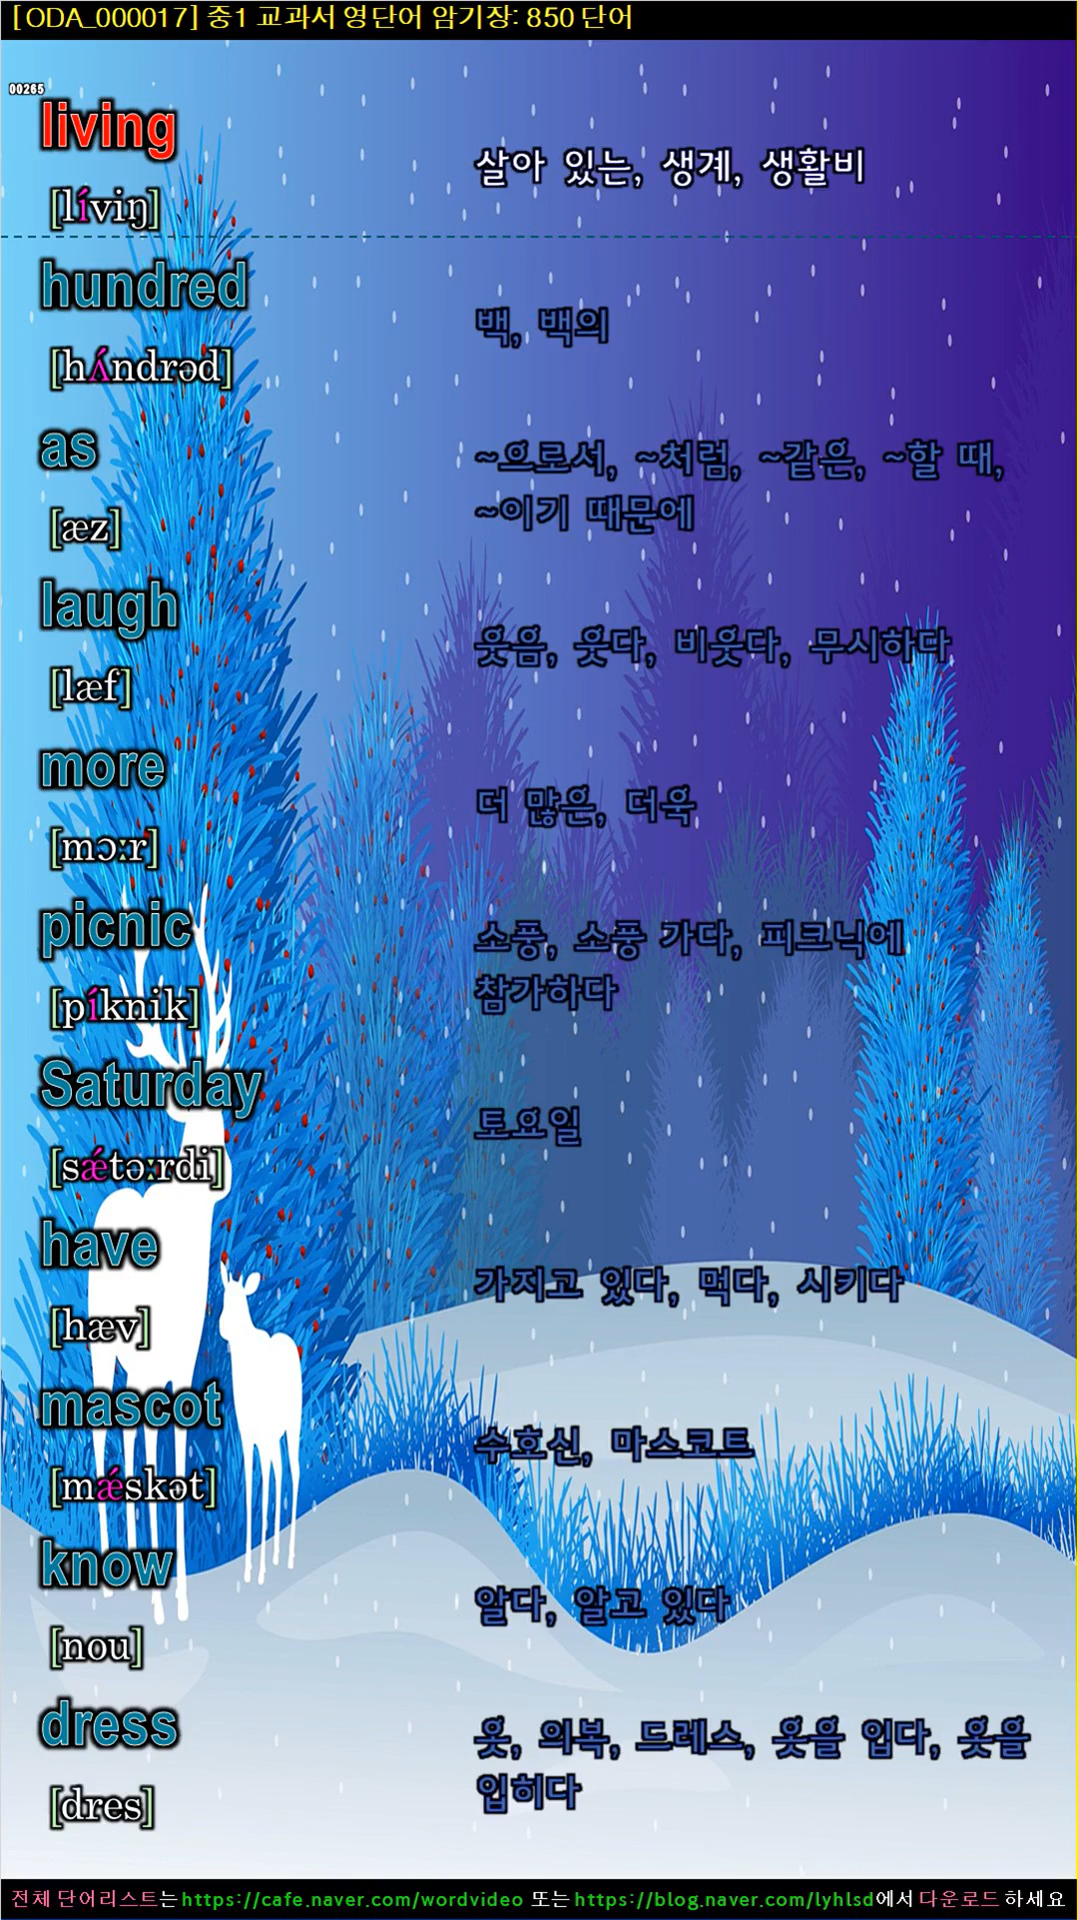 [ODA_000017] 중1 교과서 영단어 암기장: 850 단어
00265
living
[líviŋ]
살아 있는, 생계, 생활비
hundred
[hʌ́ndrəd]
백, 백의
as
[æz]
~으로서, ~처럼, ~같은, ~할 때,
~이기 때문에
laugh
[læf]
웃음, 웃다, 비웃다, 무시하다
more
[mɔːr]
더 많은, 더욱
picnic
[píknik]
소풍, 소풍 가다, 피크닉에
참가하다
Saturday
[sǽtəːrdi]
토요일
have
[hæv]
가지고 있다, 먹다, 시키다
mascot
[mǽskət]
수호신, 마스코트
know
[nou]
알다, 알고 있다
dress
[dres]
옷, 의복, 드레스, 옷을 입다, 옷을
입히다
전체 단어리스트는 https://cafe.naver.com/wordvideo 또는 https://blog.naver.com/lyhlsd에서 다운로드 하세요